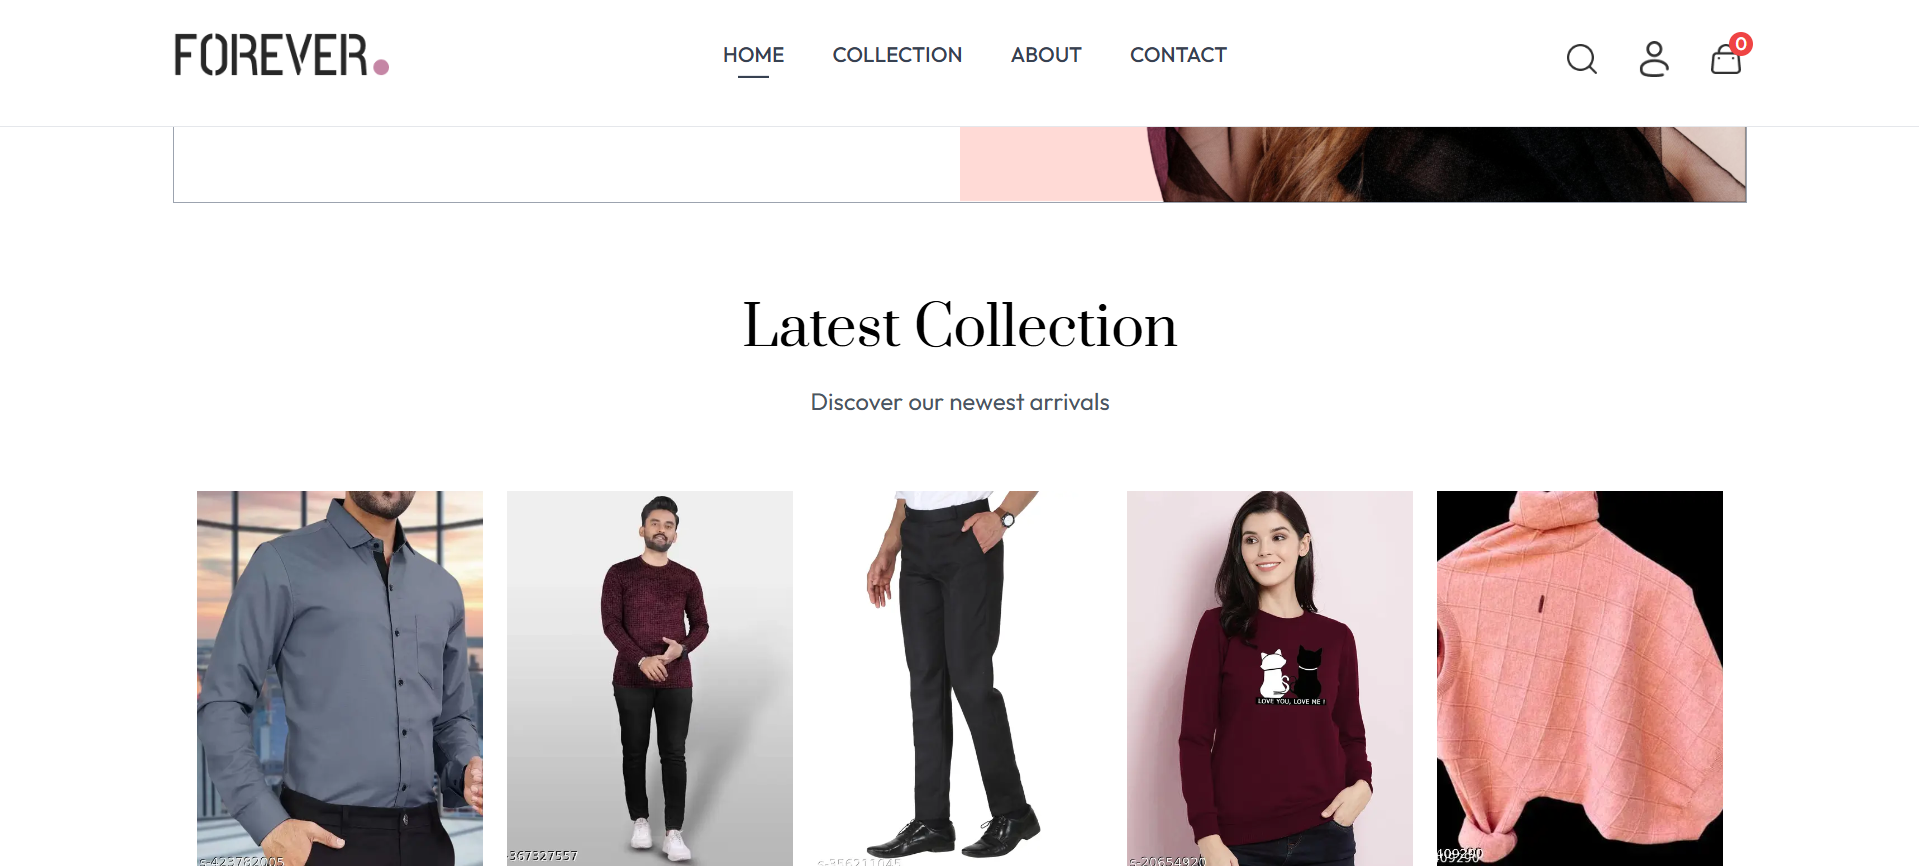 FOREVER.
HOME COLLECTION ABOUT CONTACT
0
Latest Collection
Discover our newest arrivals
LOVE YOU, LOVE ME !
s-423782005
-367327557
s-356211045
s-20654920
409290